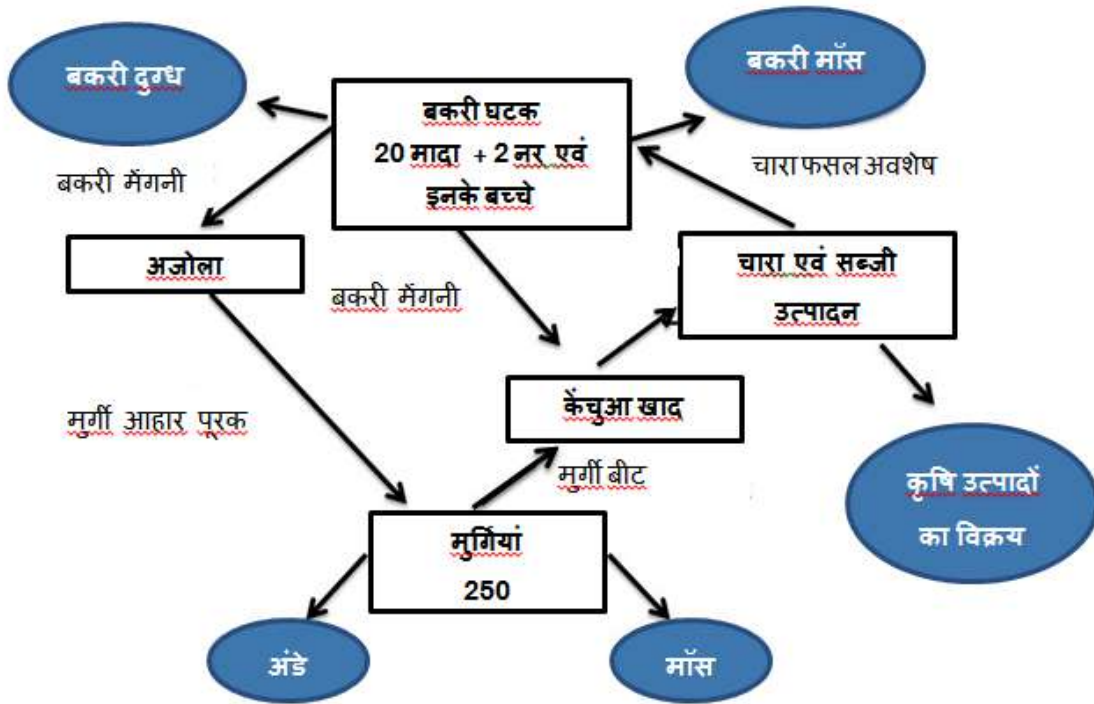 बकरी दुग्ध
बकरी मॉस
बकरी घटक
20 मादा + 2 नर एवं
इनके बच्चे
बकरी मेंगनी
चारा फसल अवशेष
अजोला
चारा एवं सब्जी
उत्पादन
बकरी मेंगनी
केंचुआ खाद
मुर्गी आहार पूरक
मुर्गी बीट
कृषि उत्पादों
का विक्रय
मुर्गियां
250
अंडे
मॉस